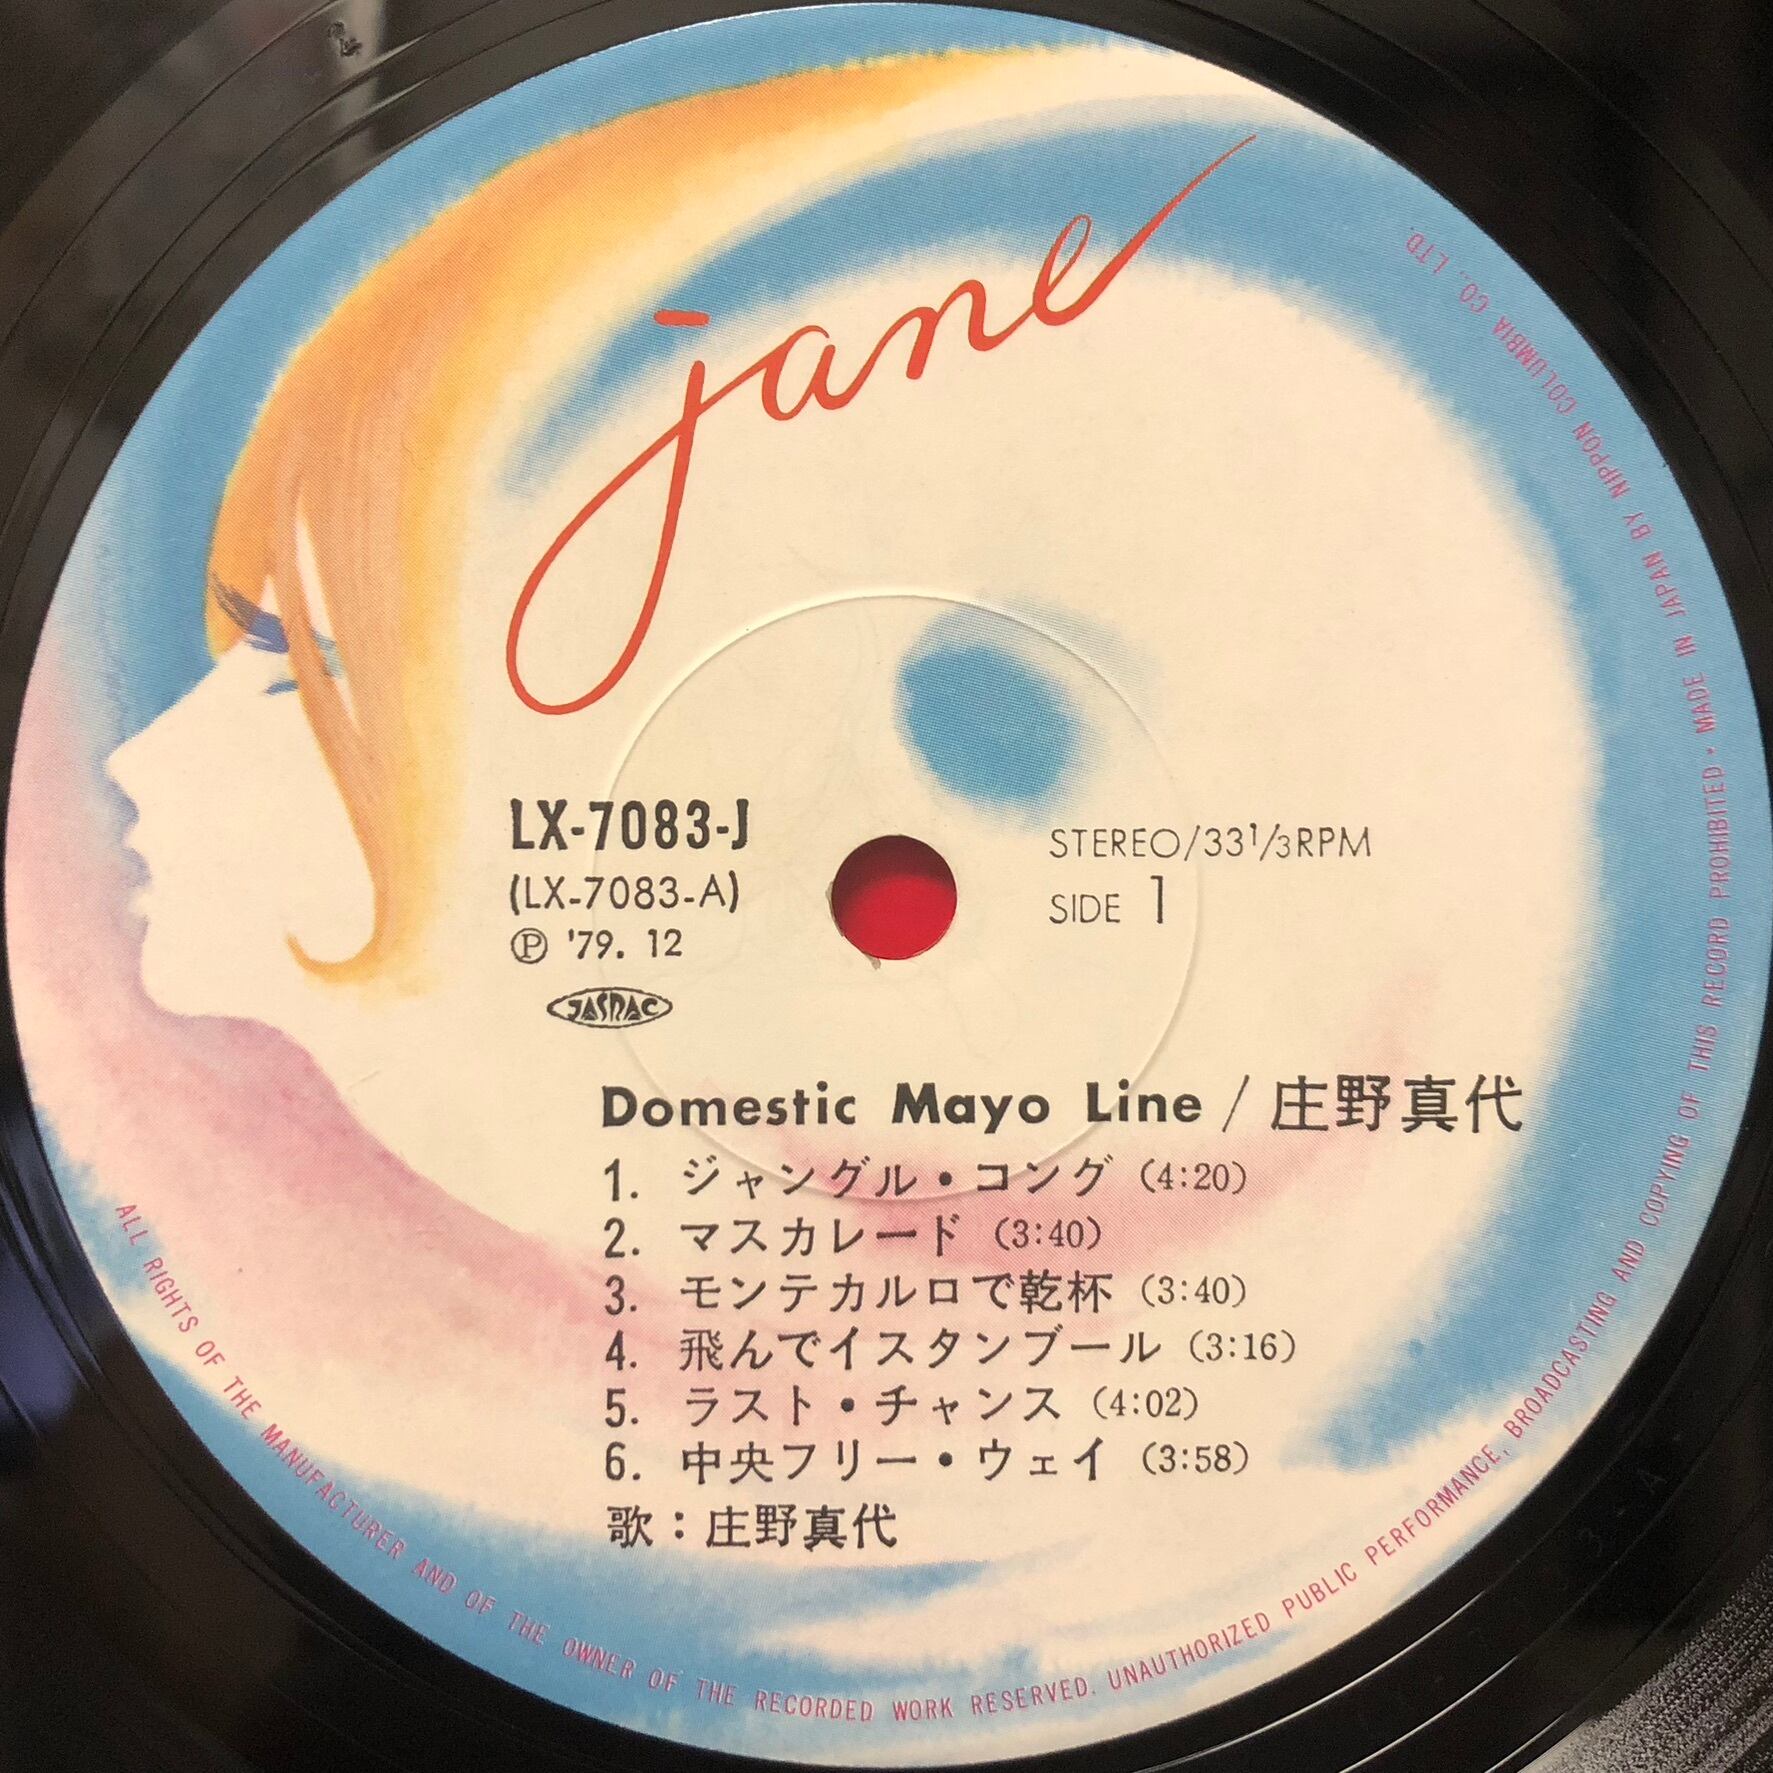 jane
LX-7083-J
(LX-7083-A)
Ⓟ '79. 12
JASRAC
STEREO/33 1/3 RPM
SIDE 1
Domestic Mayo Line / 庄野真代
1. ジャングル・コング (4:20)
2. マスカレード (3:40)
3. モンテカルロで乾杯 (3:40)
4. 飛んでイスタンブール (3:16)
5. ラスト・チャンス (4:02)
6. 中央フリー・ウェイ (3:58)
歌：庄野真代
ALL RIGHTS OF THE MANUFACTURER AND OF THE OWNER OF THE RECORDED WORK RESERVED. UNAUTHORIZED PUBLIC PERFORMANCE, BROADCASTING AND COPYING OF THIS RECORD PROHIBITED • MADE IN JAPAN BY NIPPON COLUMBIA CO., LTD.